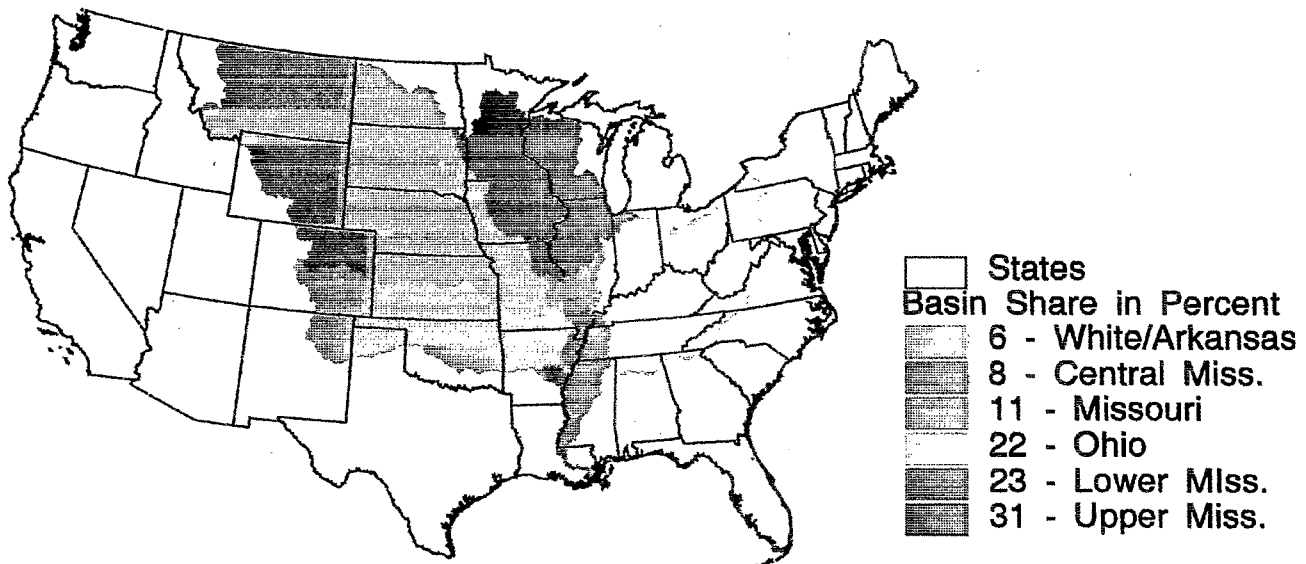 States
Basin Share in Percent
6 - White/Arkansas
8 - Central Miss.
11 - Missouri
22 - Ohio
23 - Lower MIss.
31 - Upper Miss.